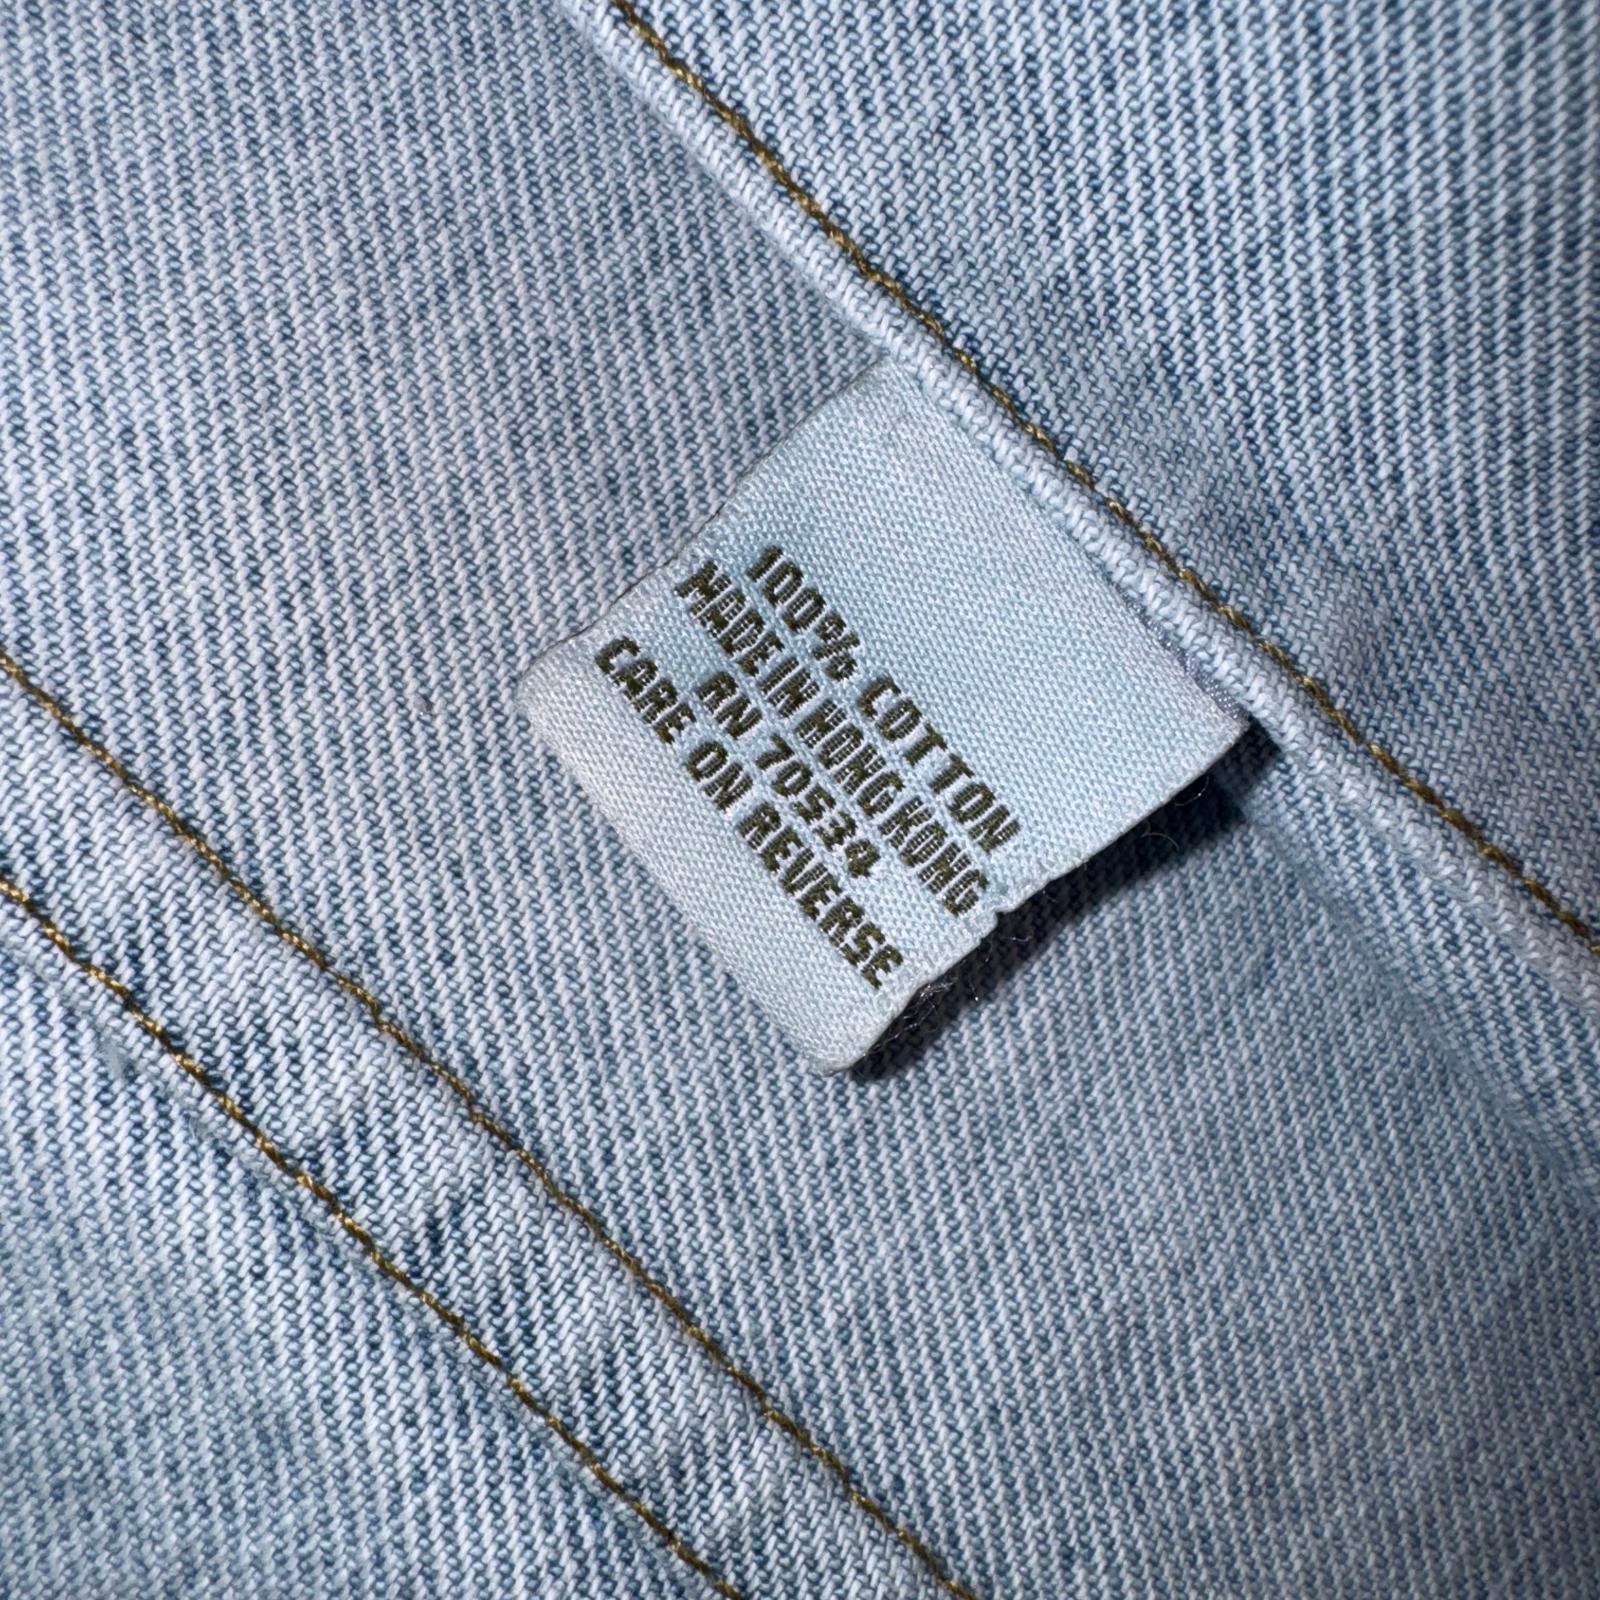 100% COTTON
MADE IN HONG KONG
RN 70534
CARE ON REVERSE